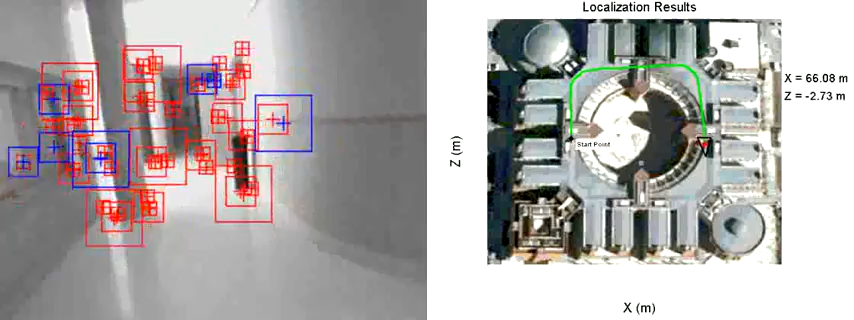 Localization Results
X = 66.08 m
Z = -2.73 m
Start Point
Z (m)
X (m)